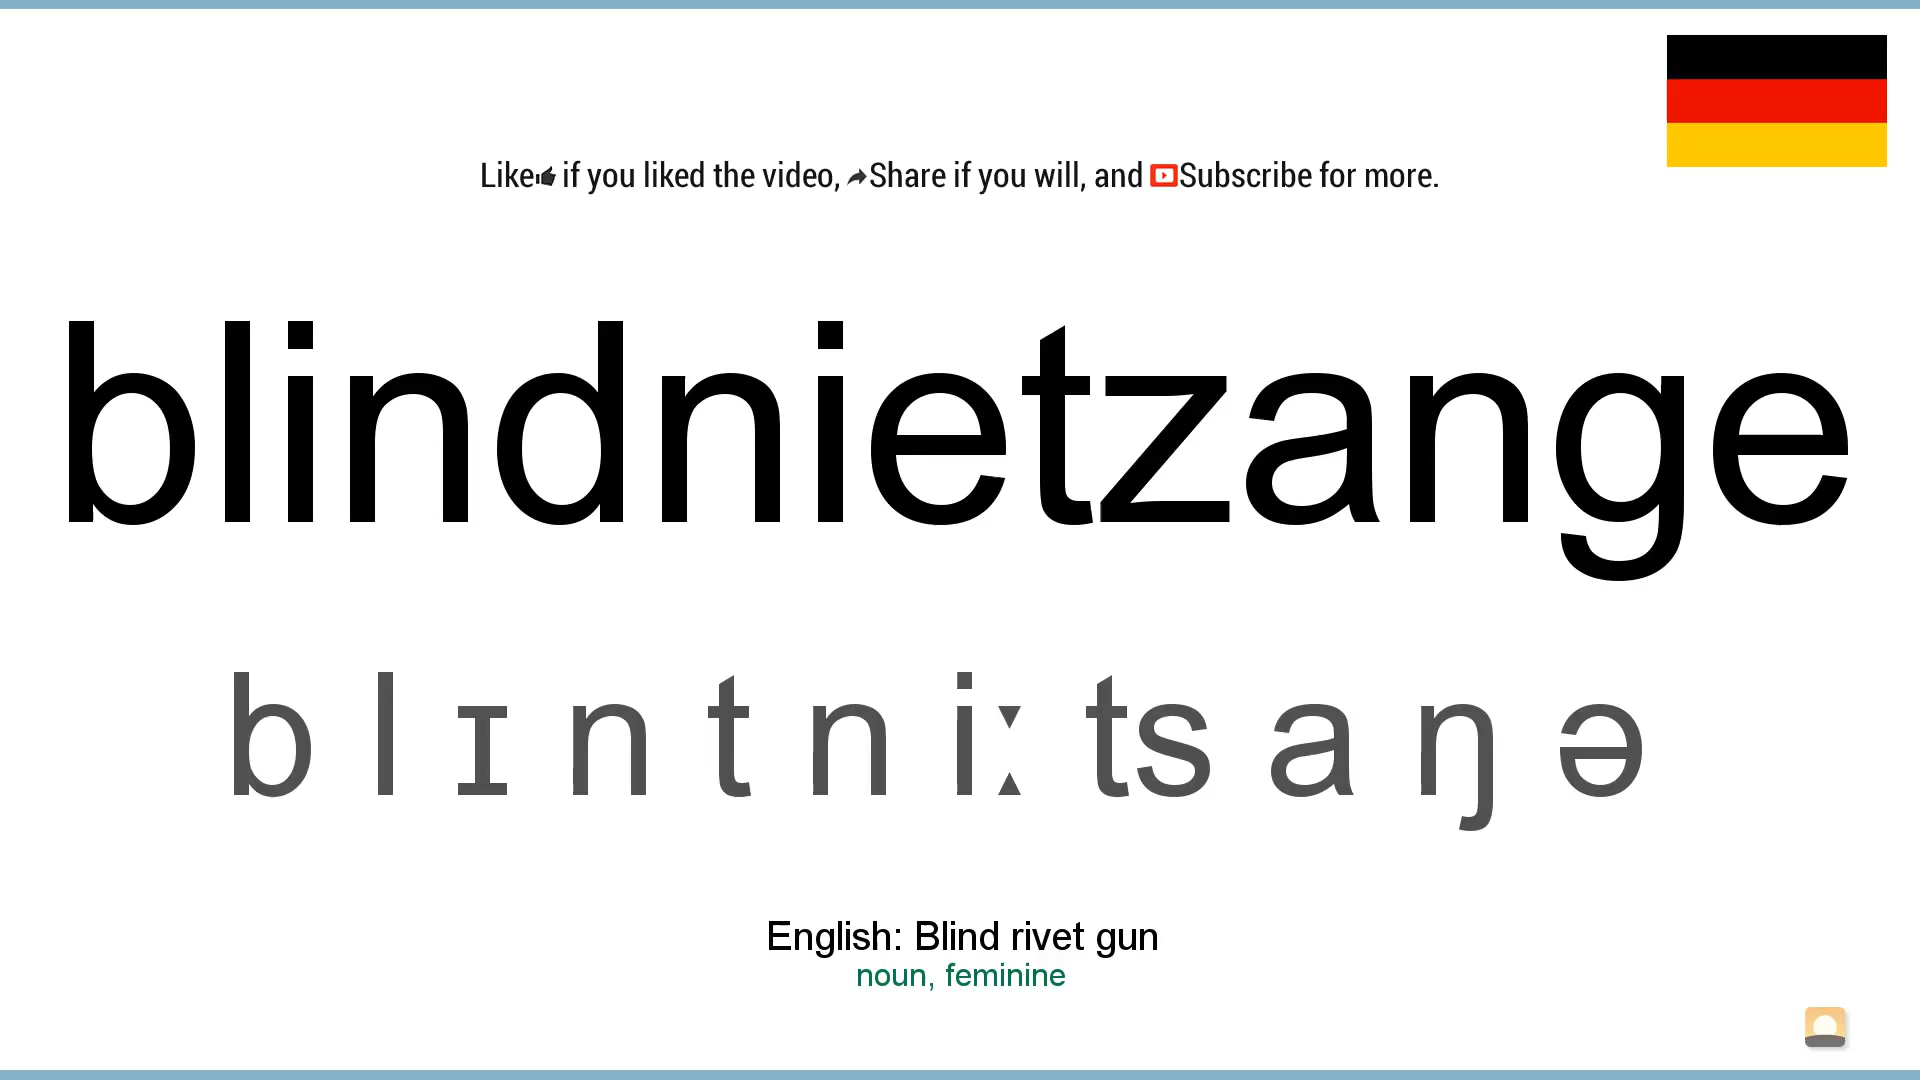 Like if you liked the video, Share if you will, and Subscribe for more.
blindnietzange
b l ɪ n t n iː ts a ŋ ə
English: Blind rivet gun
noun, feminine